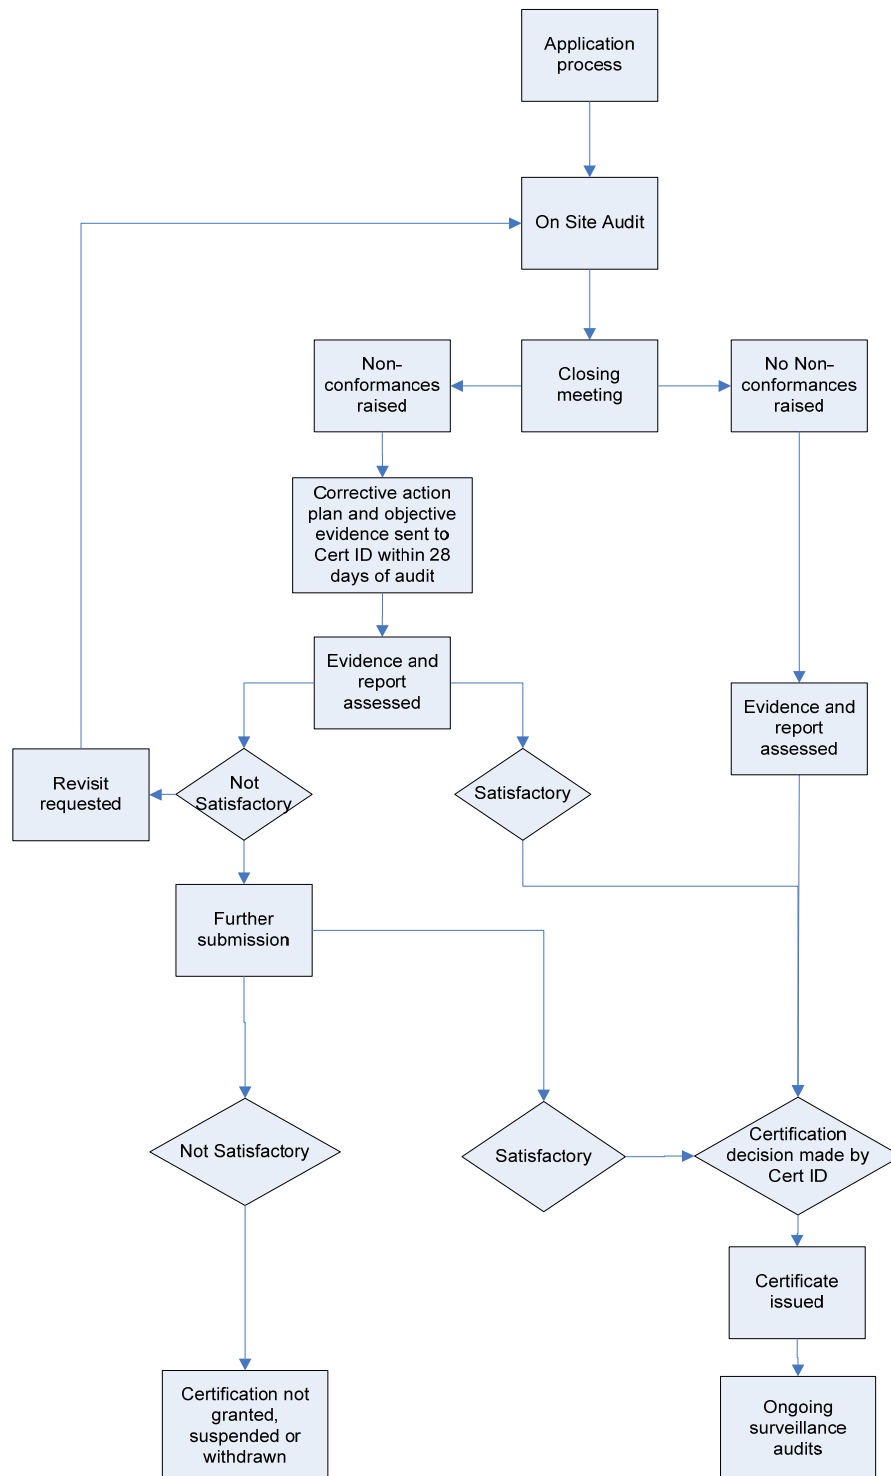 Application
process
On Site Audit
Non-
conformances
raised
Closing
meeting
No Non-
conformances
raised
Corrective action
plan and objective
evidence sent to
Cert ID within 28
days of audit
Evidence and
report
assessed
Evidence and
report
assessed
Revisit
requested
Not
Satisfactory
Satisfactory
Further
submission
Not Satisfactory
Satisfactory
Certification
decision made by
Cert ID
Certificate
issued
Certification not
granted,
suspended or
withdrawn
Ongoing
surveillance
audits